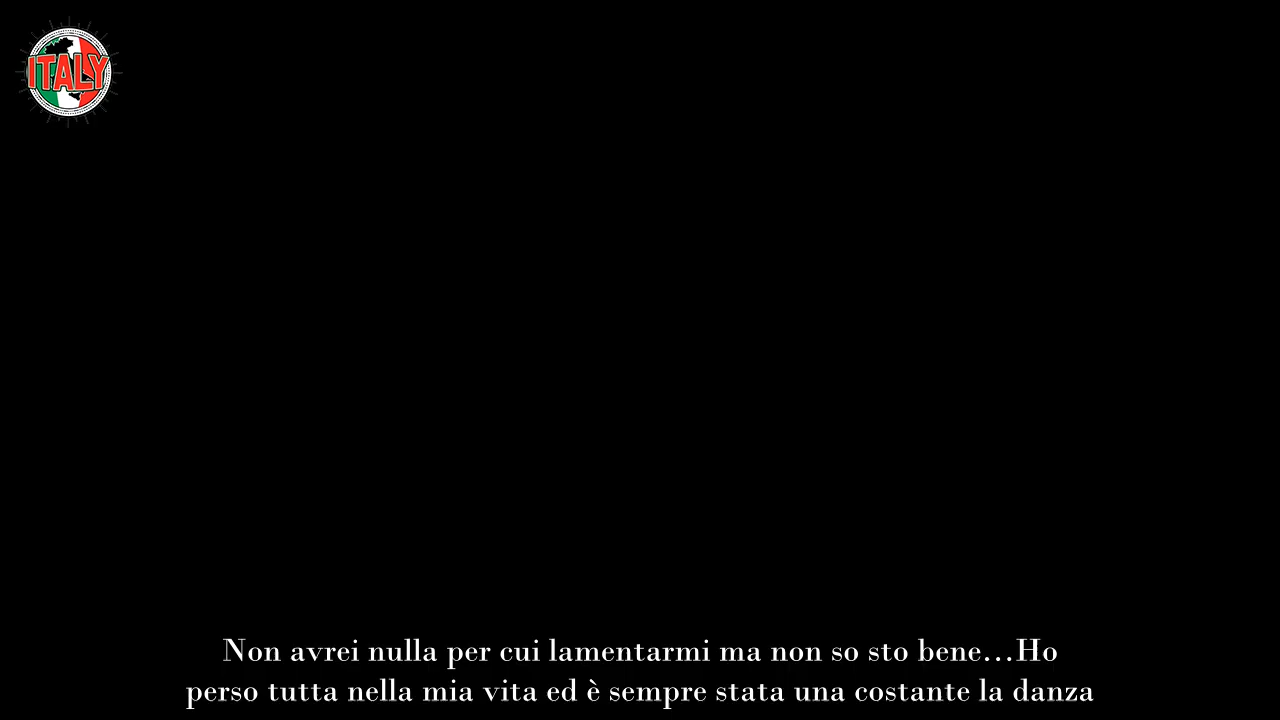 ITALY
Non avrei nulla per cui lamentarmi ma non so sto bene...Ho
perso tutta nella mia vita ed è sempre stata una costante la danza